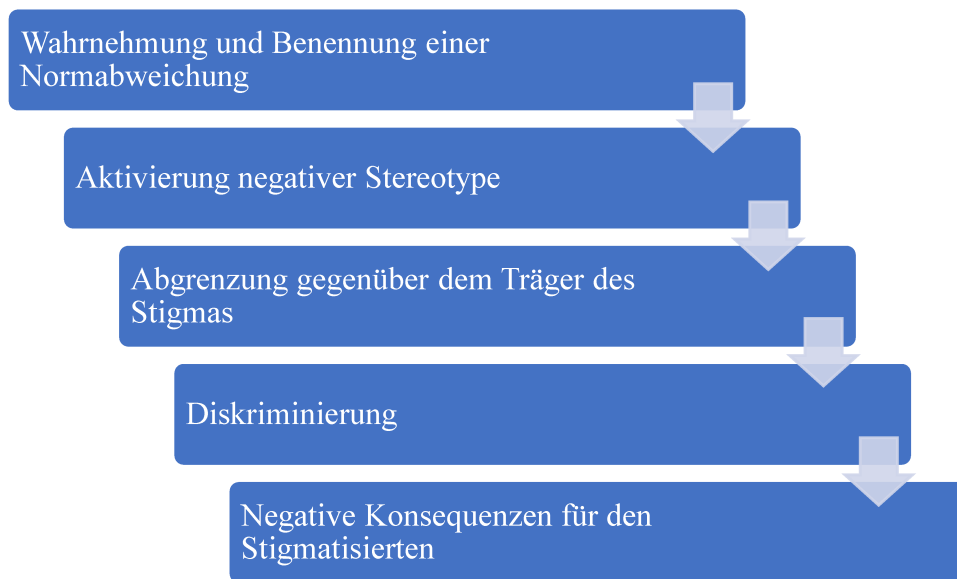 Wahrnehmung und Benennung einer
Normabweichung
Aktivierung negativer Stereotype
Abgrenzung gegenüber dem Träger des
Stigmas
Diskriminierung
Negative Konsequenzen für den
Stigmatisierten